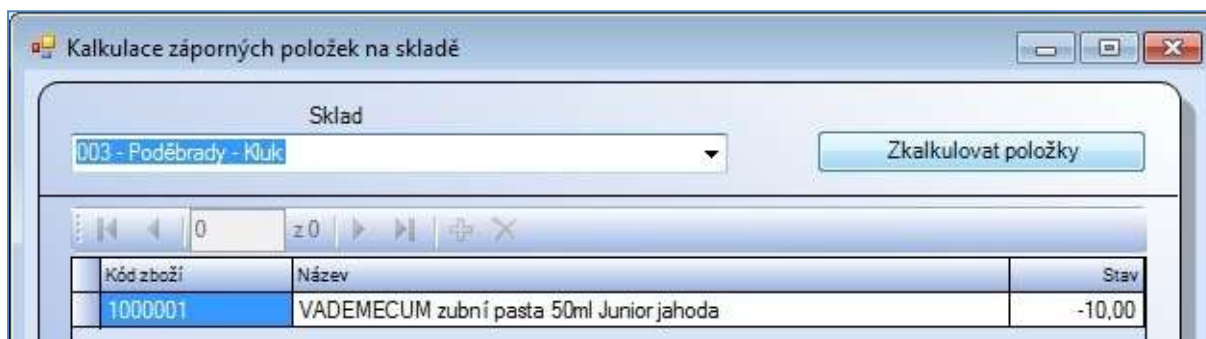 Kalkulace záporných položek na skladě
Sklad
003 - Poděbrady - Kluk
Zkalkulovat položky
0 z 0
Kód zboží Název Stav
1000001 VADEMECUM zubní pasta 50ml Junior jahoda -10,00